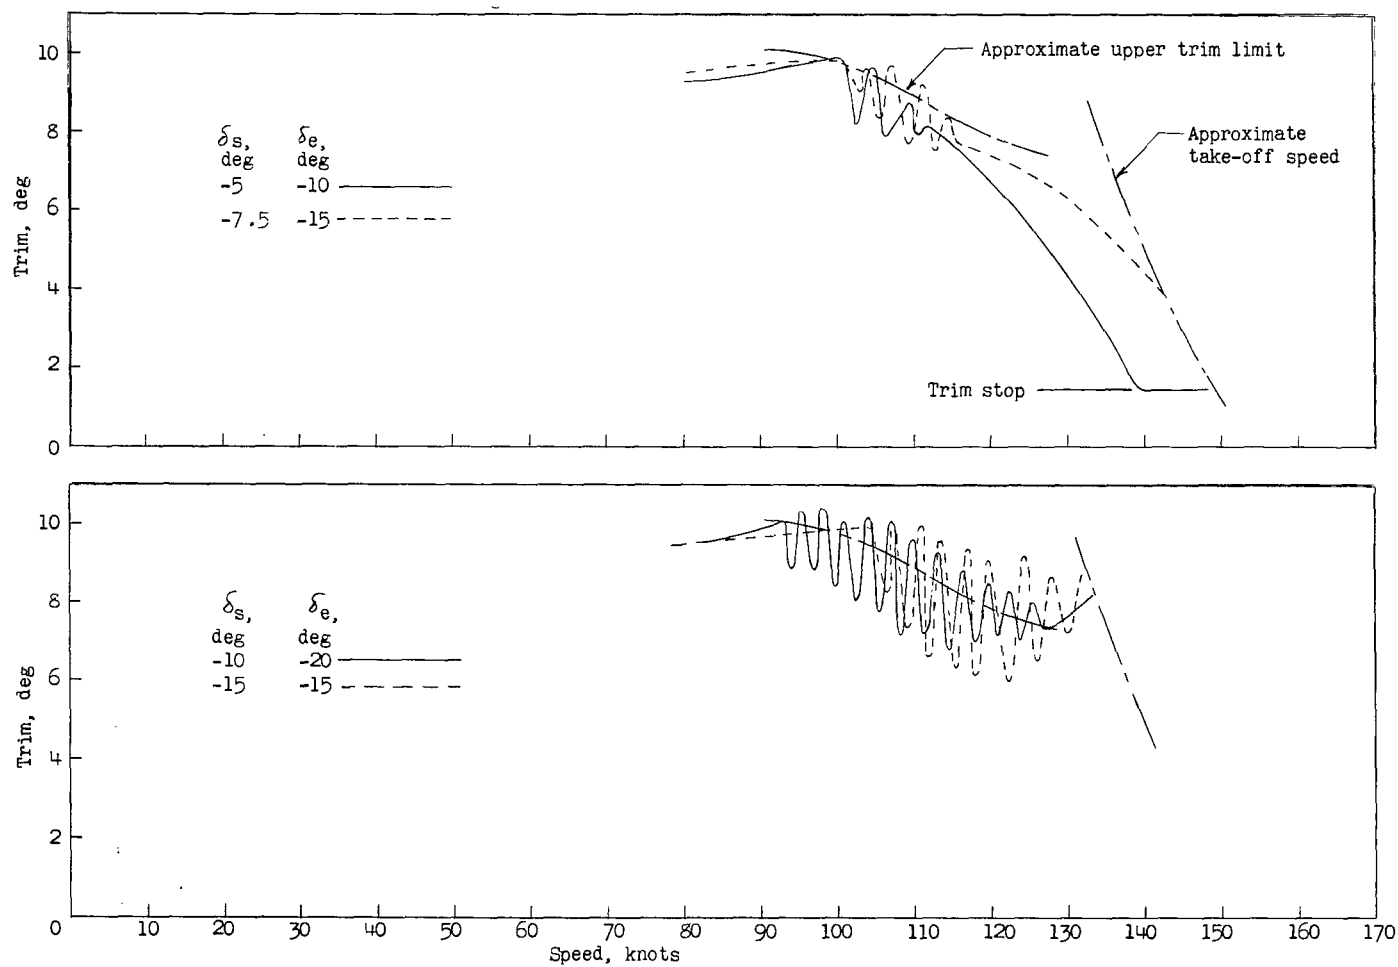 10
8
6
4
2
0
Trim, deg
δs, δe,
deg deg
-5 -10
-7.5 -15
Approximate upper trim limit
Approximate
take-off speed
Trim stop
10
8
6
4
2
0
Trim, deg
δs, δe,
deg deg
-10 -20
-15 -15
10 20 30 40 50 80 90 100 110 120 130 140 150 160 170
Speed, knots